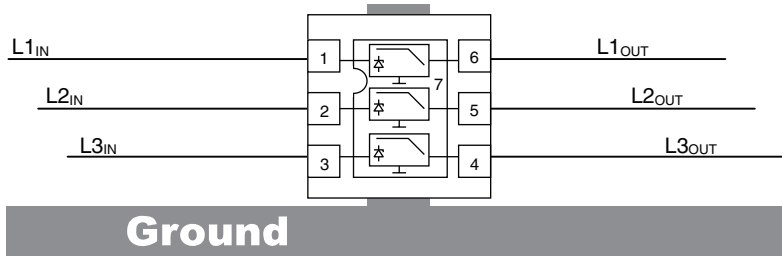 L1IN 1 6 L1OUT
7
L2IN 2 5 L2OUT
L3IN 3 4 L3OUT
Ground